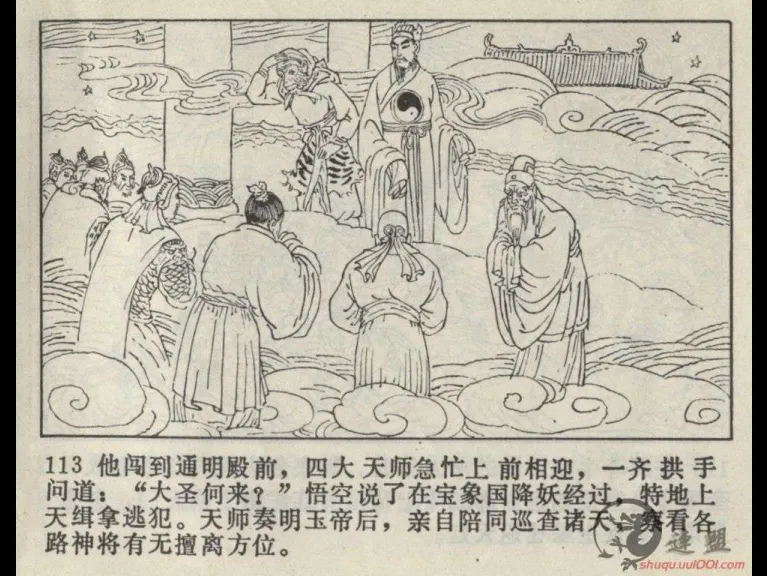 113 他闯到通明殿前，四大天师急忙上前相迎，一齐拱手
问道：“大圣何来？”悟空说了在宝象国降妖经过，特地上
天缉拿逃犯。天师奏明玉帝后，亲自陪同巡查诸天，察看各
路神将有无擅离方位。
连盟
shuqu.uul001.com